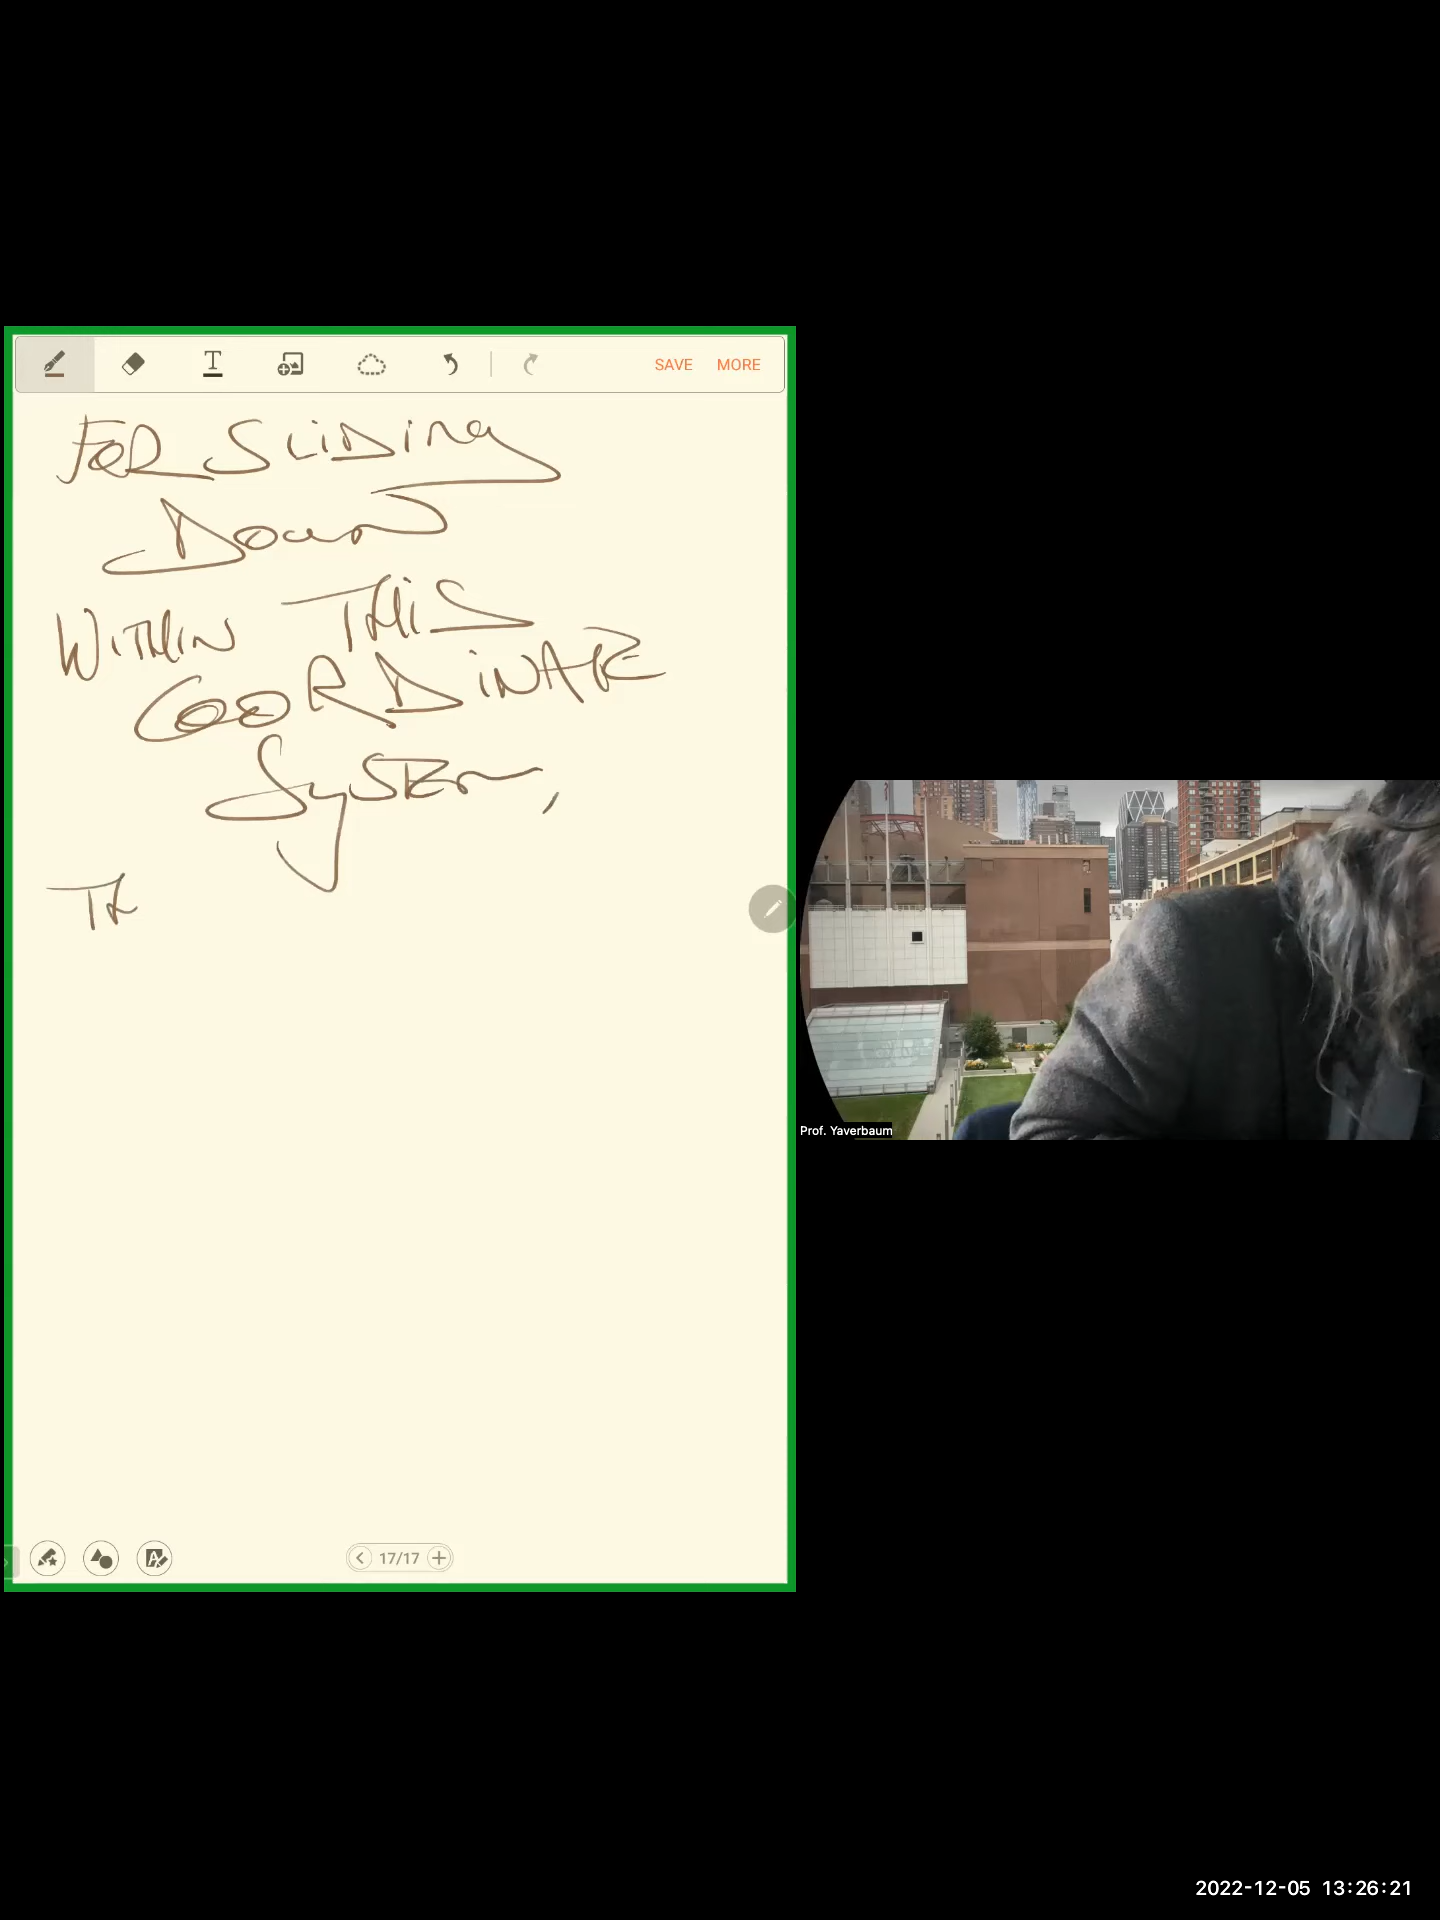 T
SAVE MORE
FOR SLIDING
DOWN
WITHIN THIS
COORDINATE
SYSTEM,
TH
17/17
Prof. Yaverbaum
2022-12-05 13:26:21